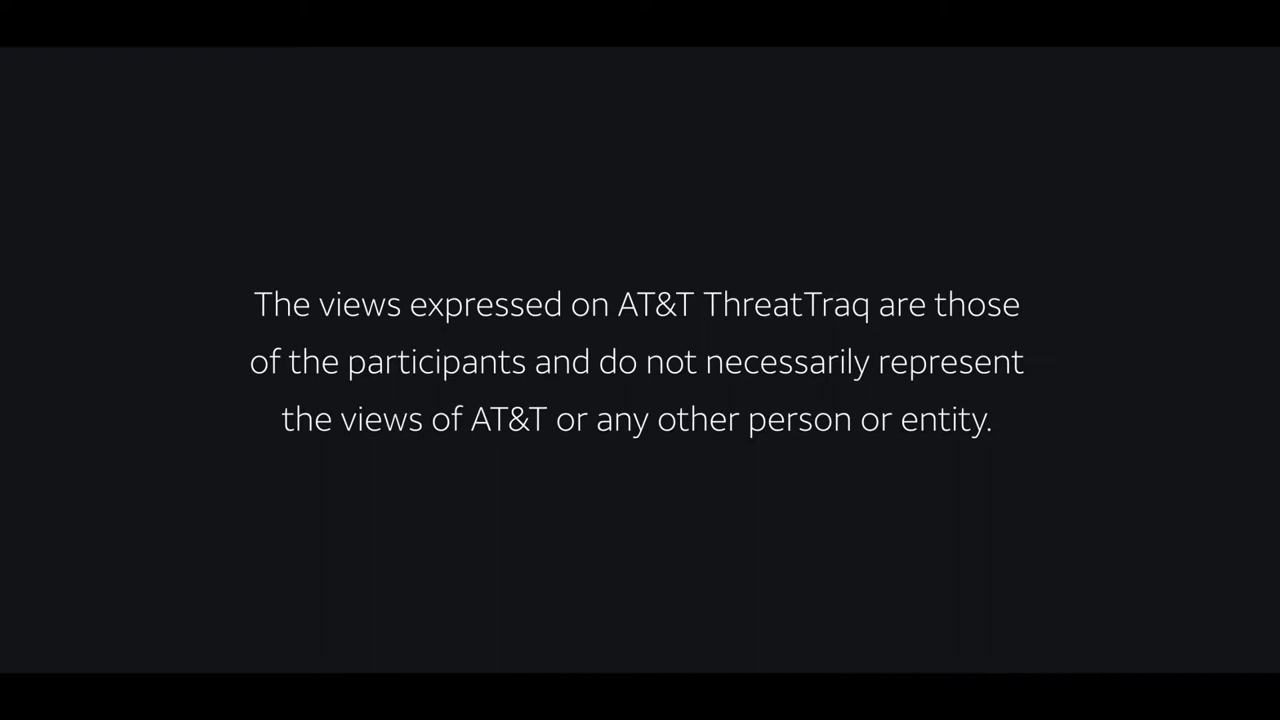 The views expressed on AT&T ThreatTraq are those
of the participants and do not necessarily represent
the views of AT&T or any other person or entity.